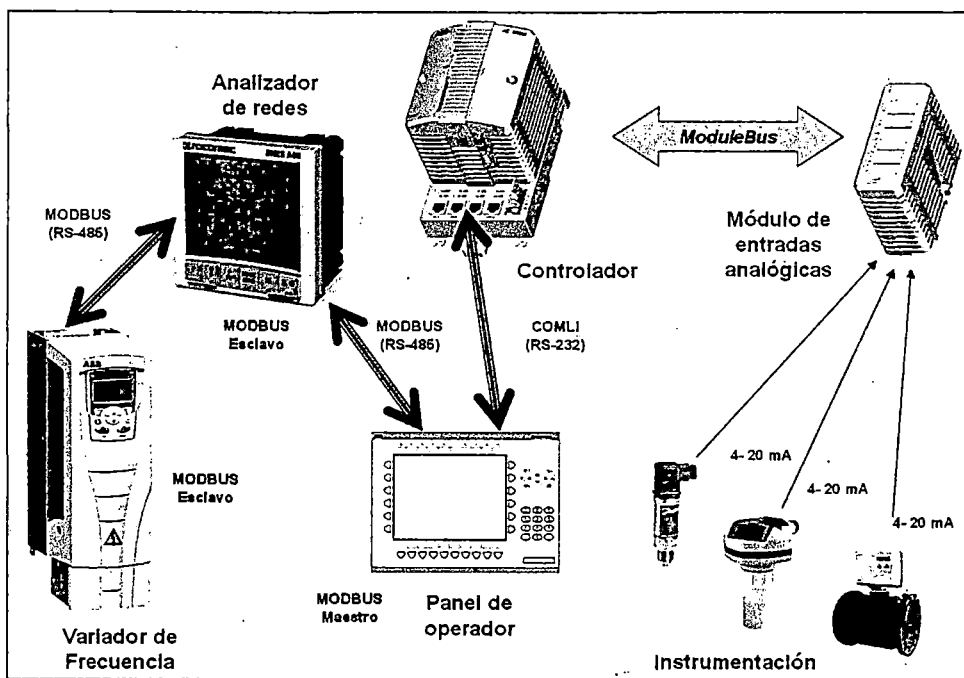 Analizador
de redes
ModuleBus
MODBUS
(RS-485)
Módulo de
entradas
analógicas
Controlador
MODBUS
Esclavo
MODBUS
(RS-485)
COMLI
(RS-232)
ABB
MODBUS
Esclavo
4-20 mA
4-20 mA
4-20 mA
MODBUS
Maestro
Panel de
operador
Variador de
Frecuencia
Instrumentación